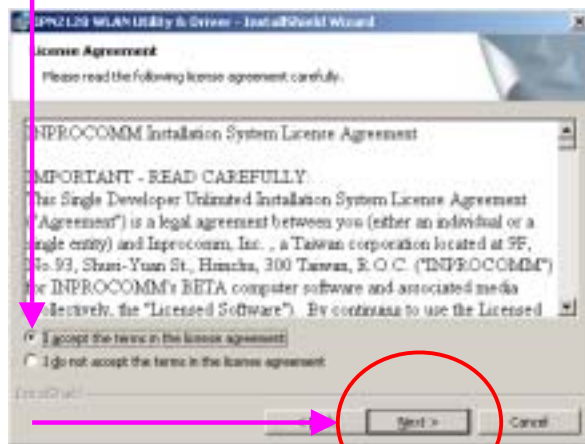 IPN2120 WLAN Utility & Driver - InstallShield Wizard
License Agreement
Please read the following license agreement carefully.
INPROCOMM Installation System License Agreement
IMPORTANT - READ CAREFULLY:
This Single Developer Unlimited Installation System License Agreement
("Agreement") is a legal agreement between you (either an individual or a
single entity) and Inprocomm, Inc. , a Taiwan corporation located at 9F,
No.93, St., Hsinchu, 300 Taiwan, R.O.C. ("INPROCOMM")
for INPROCOMM's BETA computer software and associated media
(collectively, the "Licensed Software"). By continuing to use the Licensed
I accept the terms in the license agreement
I do not accept the terms in the license agreement
InstallShield
Next >
Cancel